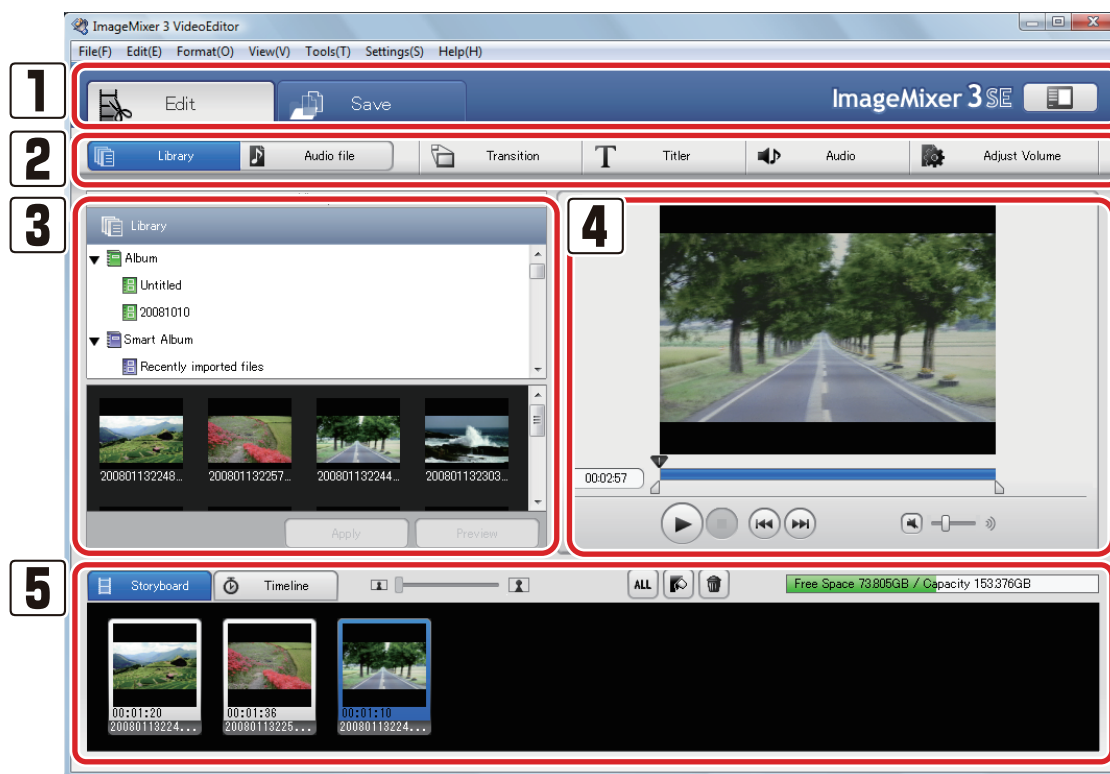 ImageMixer 3 VideoEditor
File(F) Edit(E) Format(O) View(V) Tools(T) Settings(S) Help(H)
1
Edit Save ImageMixer 3 SE
2
Library Audio file Transition T Titler Audio Adjust Volume
3
4
Library
Album
Untitled
20081010
Smart Album
Recently imported files
200801132248... 200801132257... 200801132244... 200801132303...
00:02:57
Apply Preview
5
Storyboard Timeline ALL Free Space 73.805GB / Capacity 153.376GB
00:01:20 00:01:36 00:01:10
20080113224... 20080113225... 20080113224...